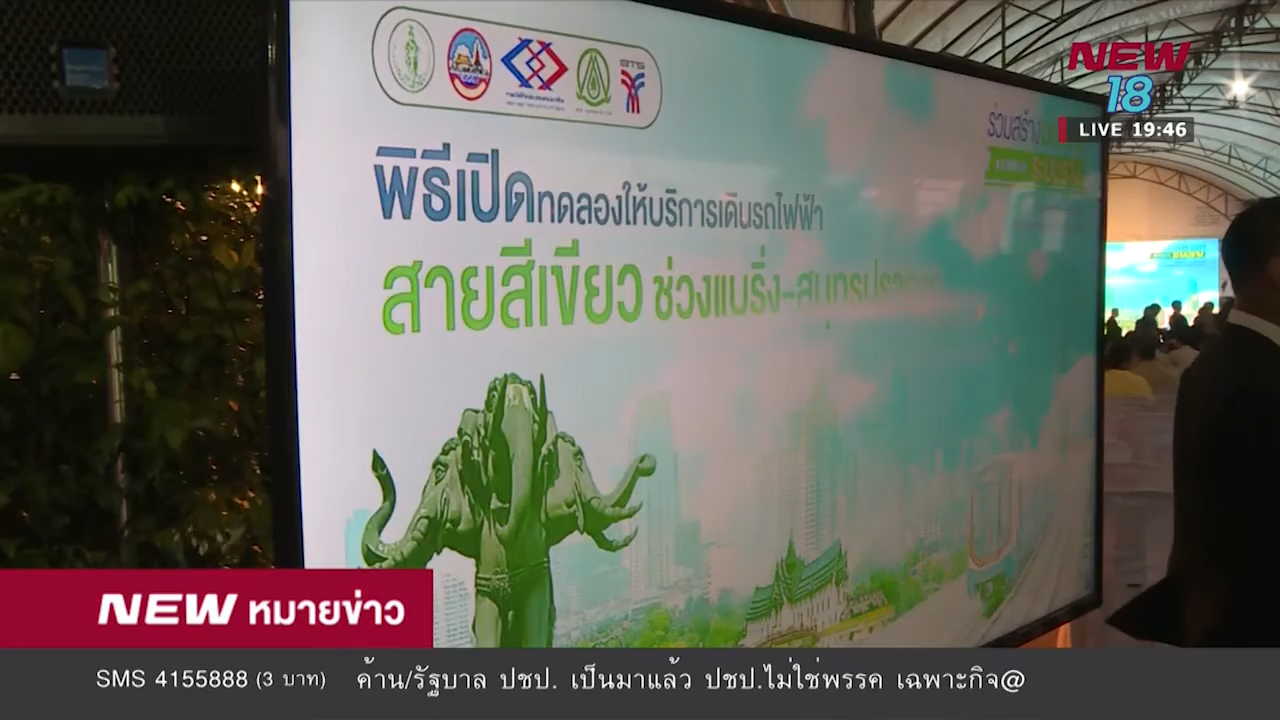 NEW
18
LIVE 19:46
BTS
ร่วมสร้าง
พิธีเปิดทดลองให้บริการเดินรถไฟฟ้า
สายสีเขียว ช่วงแบริ่ง-สมุทรปราการ
NEW หมายข่าว
SMS 4155888 (3 บาท) ค้าน/รัฐบาล ปชป. เป็นมาแล้ว ปชป.ไม่ใช่พรรค เฉพาะกิจ@